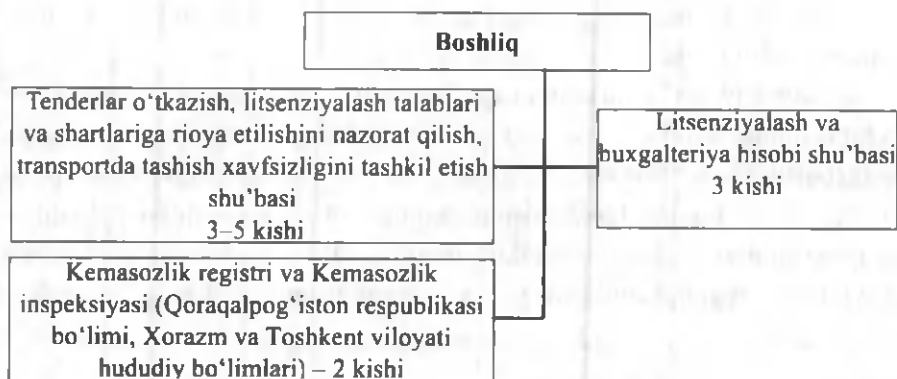 Boshliq
Tenderlar o‘tkazish, litsenziyalash talablari
va shartlariga rioya etilishini nazorat qilish,
transportda tashish xavfsizligini tashkil etish
shu’basi
3–5 kishi
Litsenziyalash va
buxgalteriya hisobi shu’basi
3 kishi
Kemasozlik registri va Kemasozlik
inspeksiyasi (Qoraqalpog‘iston respublikasi
bo‘limi, Xorazm va Toshkent viloyati
hududiy bo‘limlari) – 2 kishi